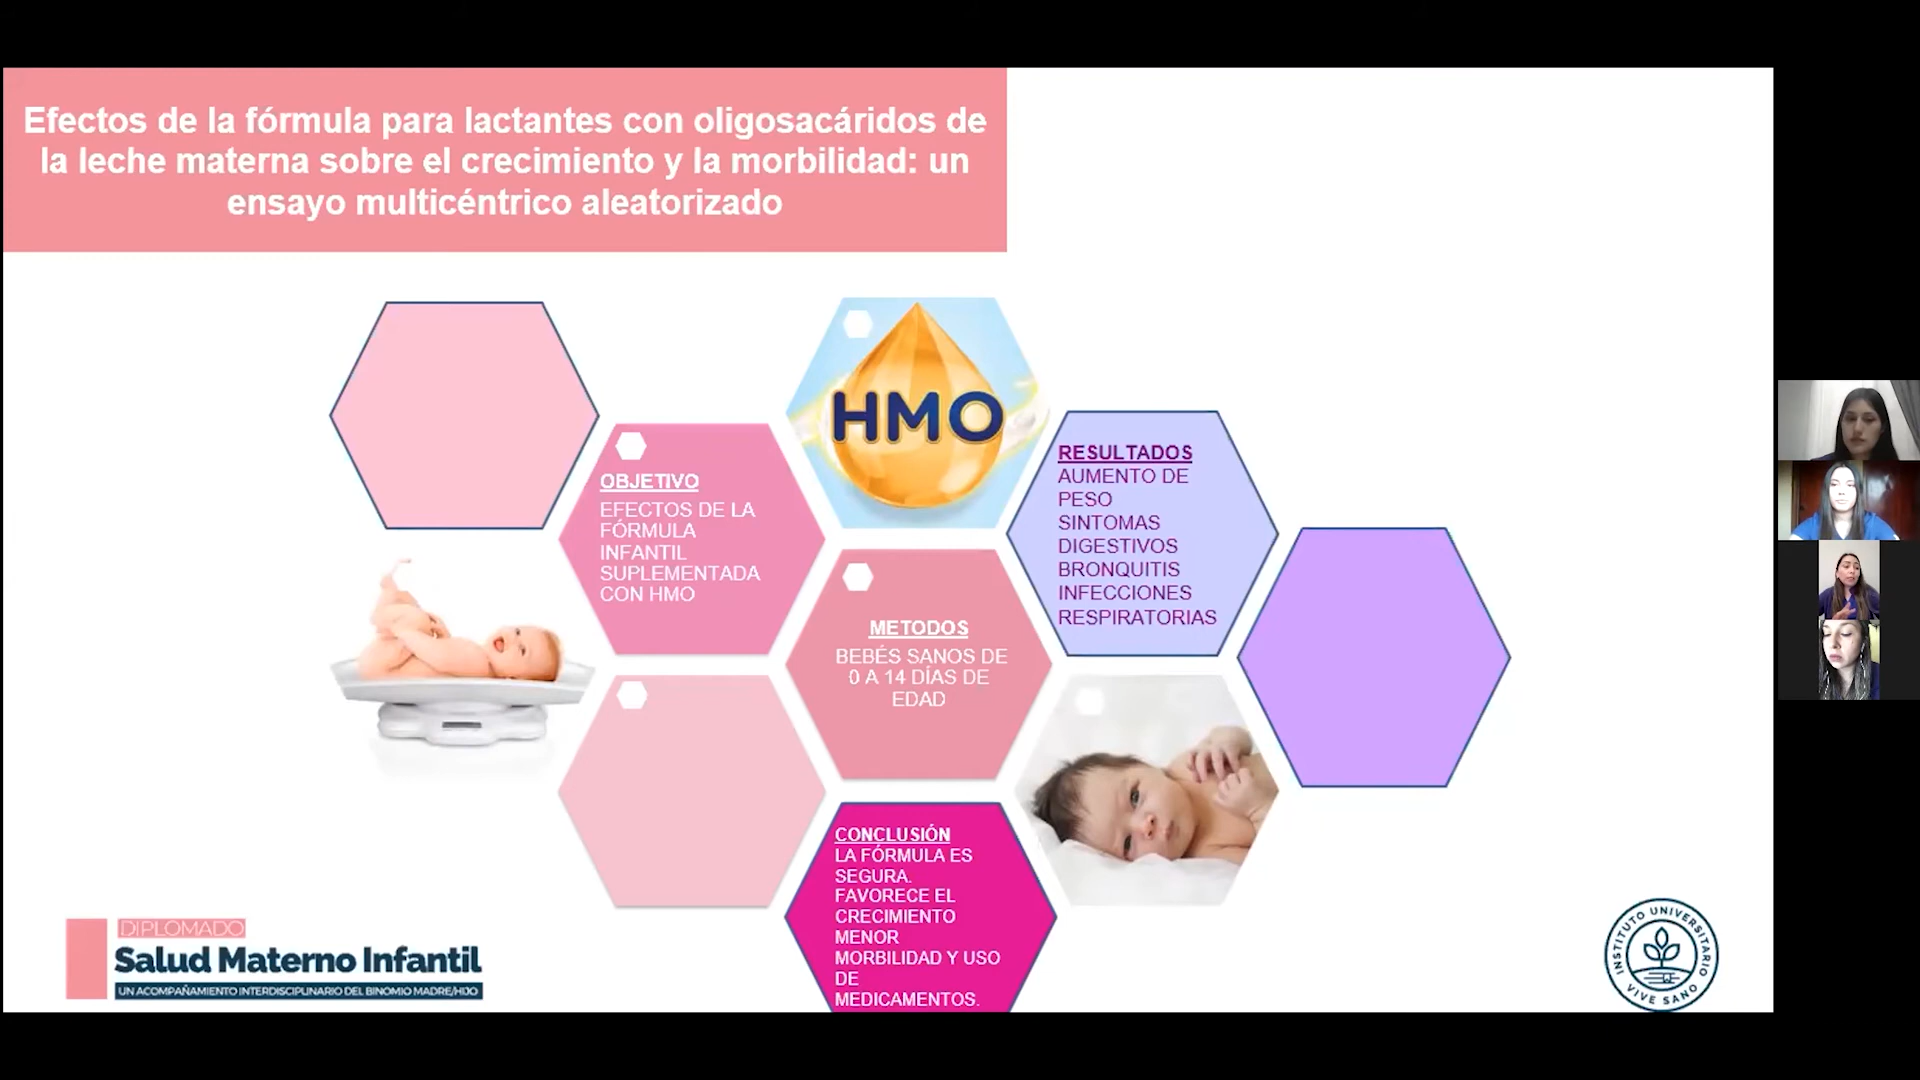 Efectos de la fórmula para lactantes con oligosacáridos de
la leche materna sobre el crecimiento y la morbilidad: un
ensayo multicéntrico aleatorizado
HMO
OBJETIVO
EFECTOS DE LA
FÓRMULA
INFANTIL
SUPLEMENTADA
CON HMO
METODOS
BEBÉS SANOS DE
0 A 14 DÍAS DE
EDAD
RESULTADOS
AUMENTO DE
PESO
SINTOMAS
DIGESTIVOS
BRONQUITIS
INFECCIONES
RESPIRATORIAS
CONCLUSIÓN
LA FÓRMULA ES
SEGURA.
FAVORECE EL
CRECIMIENTO
MENOR
MORBILIDAD Y USO
DE
MEDICAMENTOS.
DIPLOMADO
Salud Materno Infantil
UN ACOMPAÑAMIENTO INTERDISCIPLINARIO DEL BINOMIO MADRE/HIJO
INSTITUTO UNIVERSITARIO
VIVE SANO